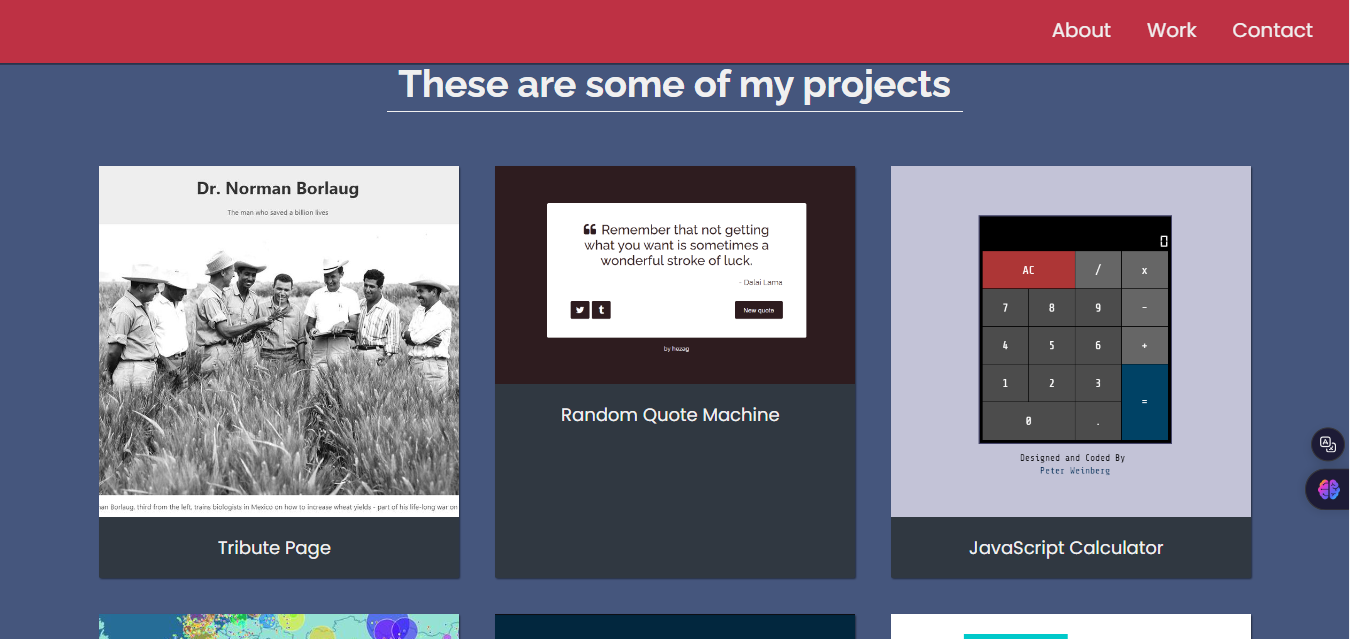 About Work Contact
These are some of my projects
Dr. Norman Borlaug
The man who saved a billion lives
Borlaug, third from the left, trains biologists in Mexico on how to increase wheat yields - part of his life-long war on
Tribute Page
Remember that not getting
what you want is sometimes a
wonderful stroke of luck.
- Dalai Lama
New quote
by hezag
Random Quote Machine
0
AC / x
7 8 9 -
4 5 6 +
1 2 3 =
0 .
Designed and Coded By
Peter Weinberg
JavaScript Calculator